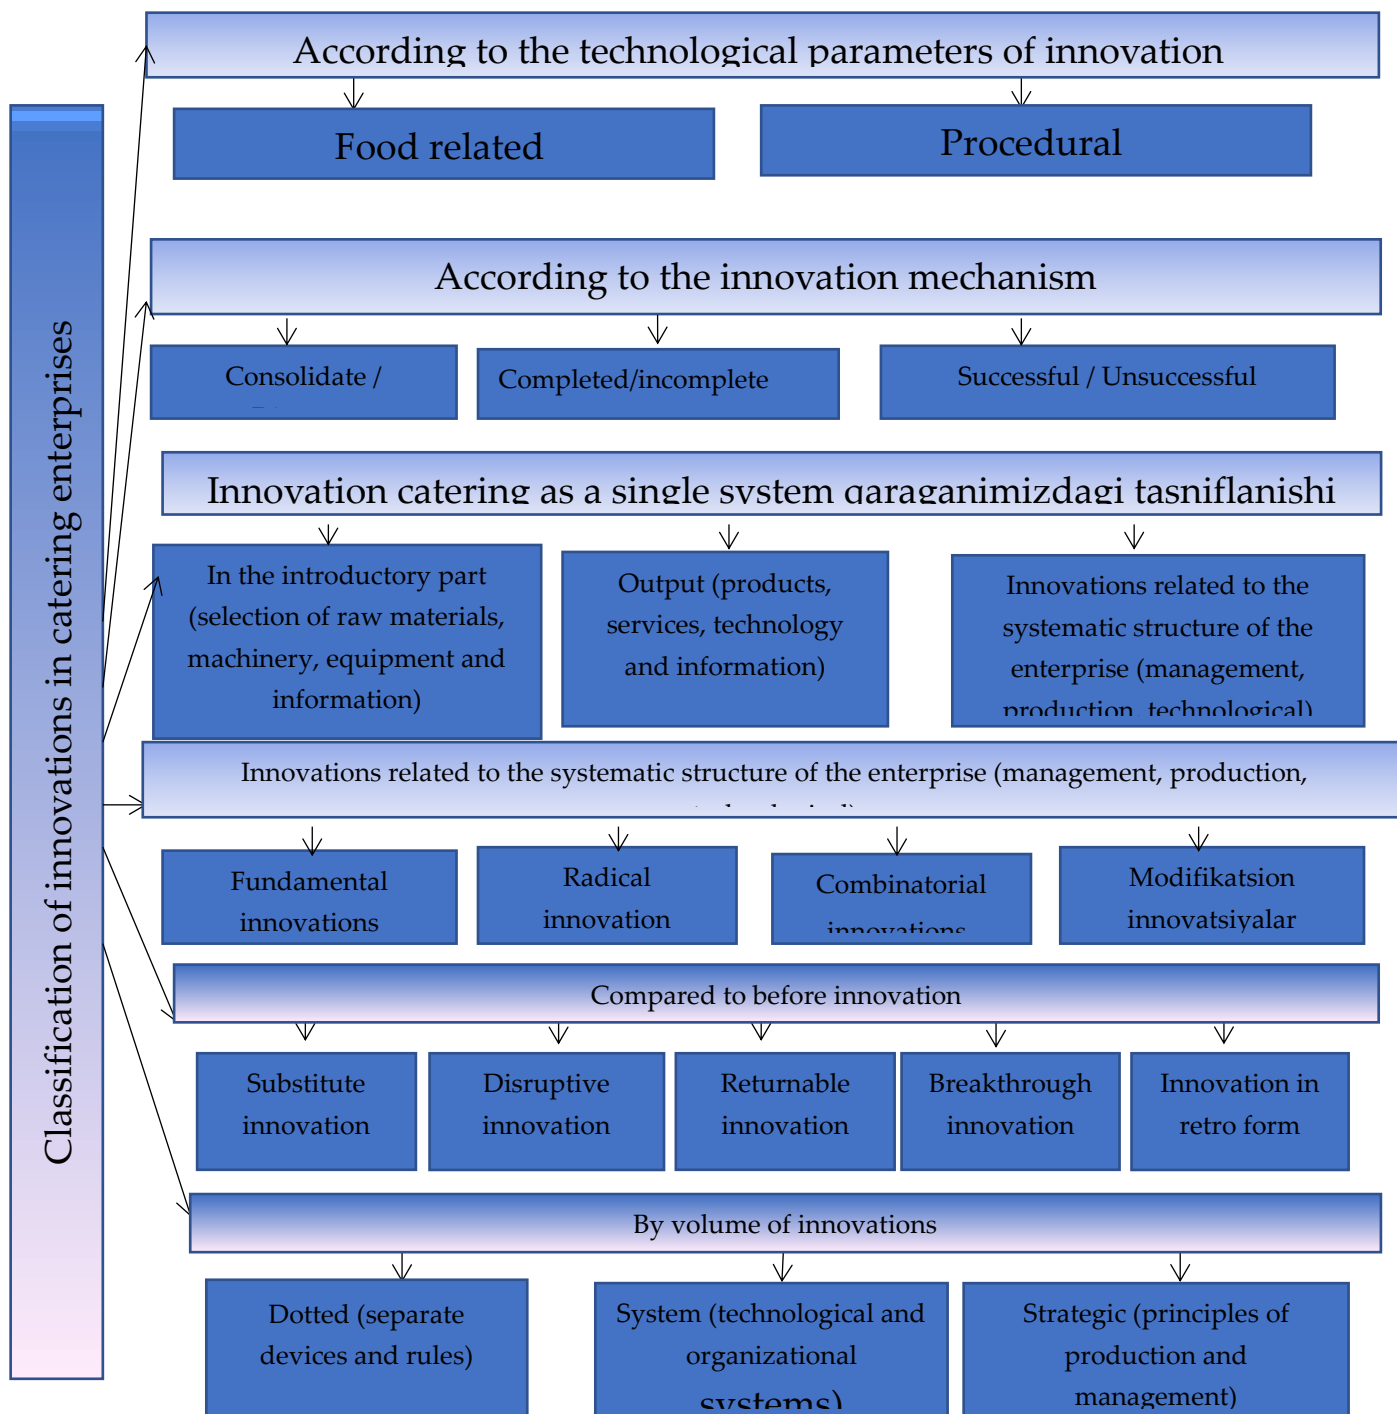 Classification of innovations in catering enterprises
According to the technological parameters of innovation
Food related
Procedural
According to the innovation mechanism
Consolidate /
Completed/incomplete
Successful / Unsuccessful
Innovation catering as a single system qaraganimizdagi tasniflanishi
In the introductory part
(selection of raw materials,
machinery, equipment and
information)
Output (products,
services, technology
and information)
Innovations related to the
systematic structure of the
enterprise (management,
production, technological)
Innovations related to the systematic structure of the enterprise (management, production,
technological)
Fundamental
innovations
Radical
innovation
Combinatorial
innovations
Modifikatsion
innovatsiyalar
Compared to before innovation
Substitute
innovation
Disruptive
innovation
Returnable
innovation
Breakthrough
innovation
Innovation in
retro form
By volume of innovations
Dotted (separate
devices and rules)
System (technological and
organizational
systems)
Strategic (principles of
production and
management)